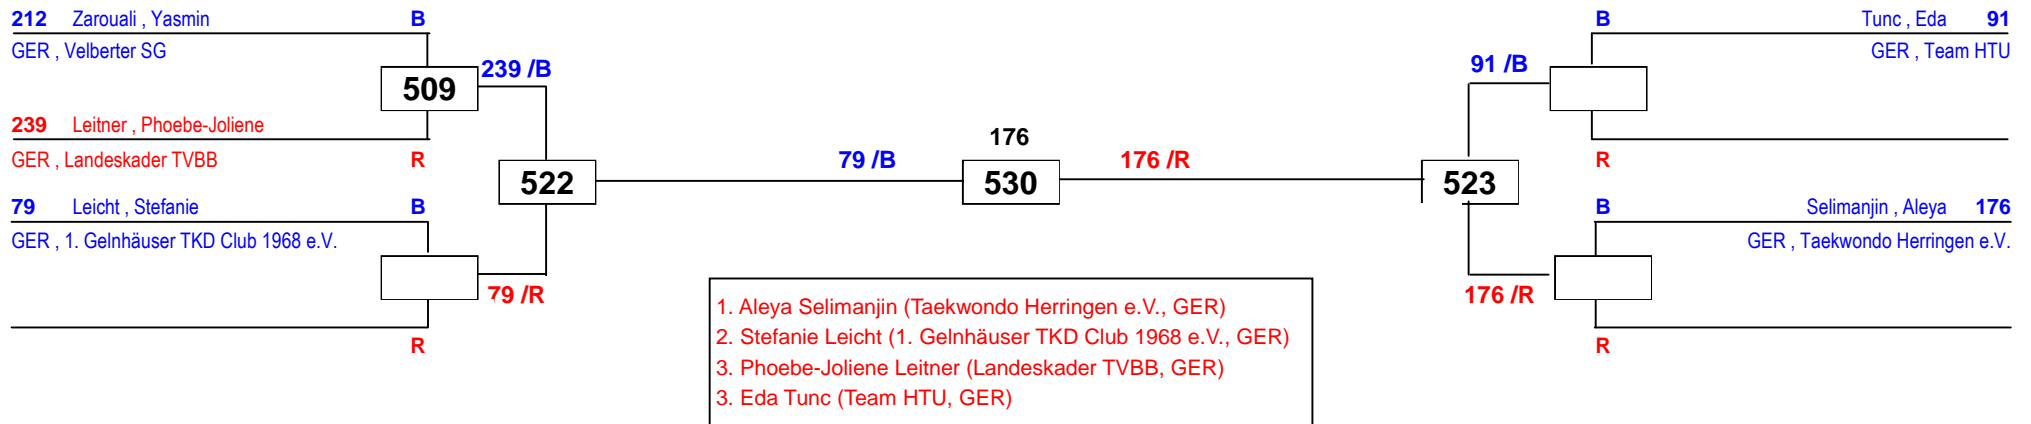 212 Zarouali , Yasmin B
GER , Velberter SG
509
239 /B
239 Leitner , Phoebe-Joliene
GER , Landeskader TVBB R
522
79 Leicht , Stefanie B
GER , 1. Gelnhäuser TKD Club 1968 e.V.
79 /R
R
79 /B
176
530
176 /R
B Tunc , Eda 91
GER , Team HTU
91 /B
R
523
B Selimanjin , Aleya 176
GER , Taekwondo Herringen e.V.
176 /R
R
1. Aleya Selimanjin (Taekwondo Herringen e.V., GER)
2. Stefanie Leicht (1. Gelnhäuser TKD Club 1968 e.V., GER)
3. Phoebe-Joliene Leitner (Landeskader TVBB, GER)
3. Eda Tunc (Team HTU, GER)